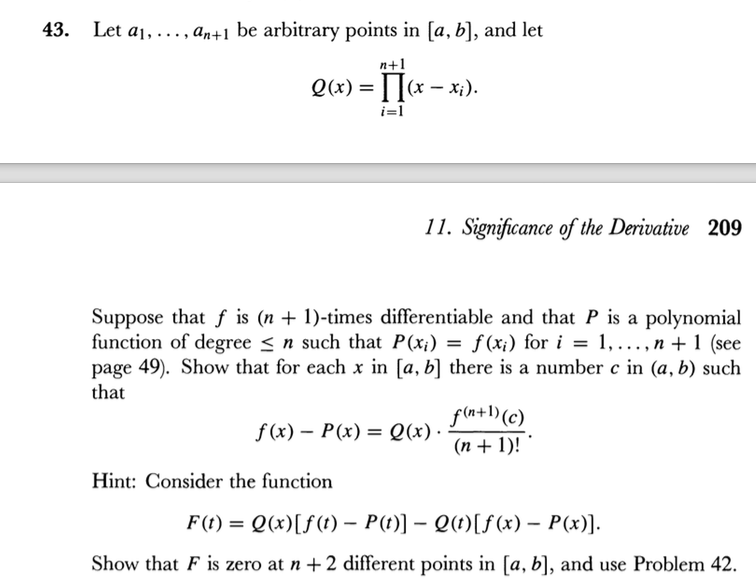 43. Let a₁, . . . , aₙ₊₁ be arbitrary points in [a, b], and let
Q(x) = ∏ᵢ₌₁ⁿ⁺¹ (x − xᵢ).
11. Significance of the Derivative 209
Suppose that f is (n + 1)-times differentiable and that P is a polynomial
function of degree ≤ n such that P(xᵢ) = f(xᵢ) for i = 1, . . . , n + 1 (see
page 49). Show that for each x in [a, b] there is a number c in (a, b) such
that
f(x) − P(x) = Q(x) · f⁽ⁿ⁺¹⁾(c) / (n + 1)! .
Hint: Consider the function
F(t) = Q(x)[f(t) − P(t)] − Q(t)[f(x) − P(x)].
Show that F is zero at n + 2 different points in [a, b], and use Problem 42.